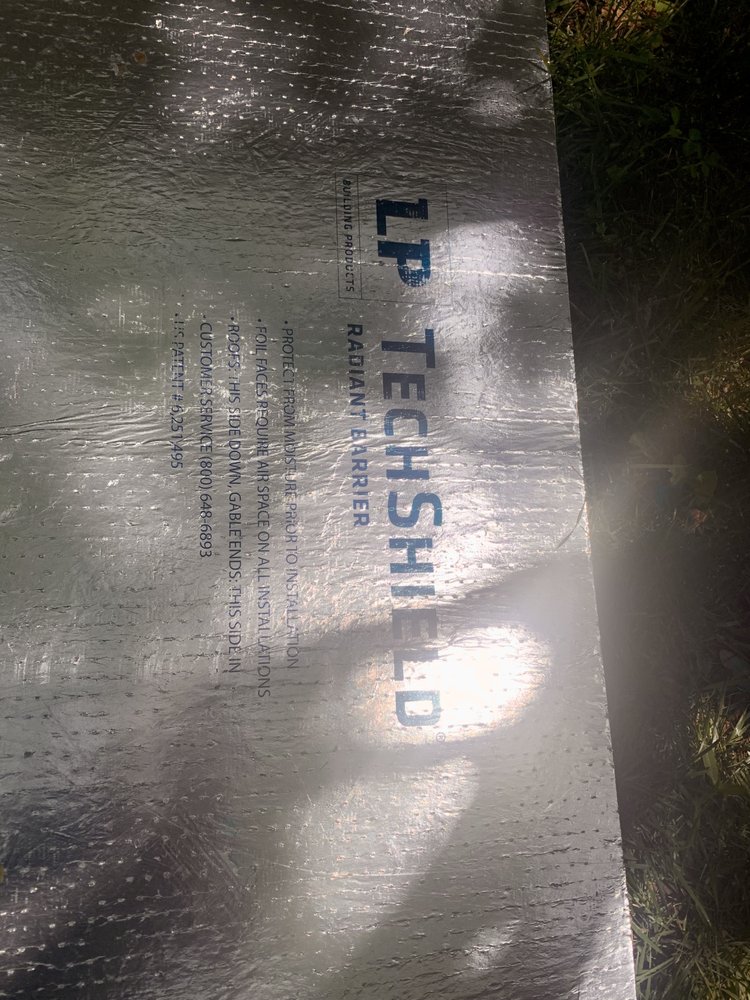 LP TECHSHIELD®
BUILDING PRODUCTS
RADIANT BARRIER
• PROTECT FROM MOISTURE PRIOR TO INSTALLATION
• FOIL FACES REQUIRE AIR SPACE ON ALL INSTALLATIONS
• ROOFS: THIS SIDE DOWN, GABLE ENDS: THIS SIDE IN
• CUSTOMER SERVICE (800) 648-6893
• US PATENT # 6,251,495